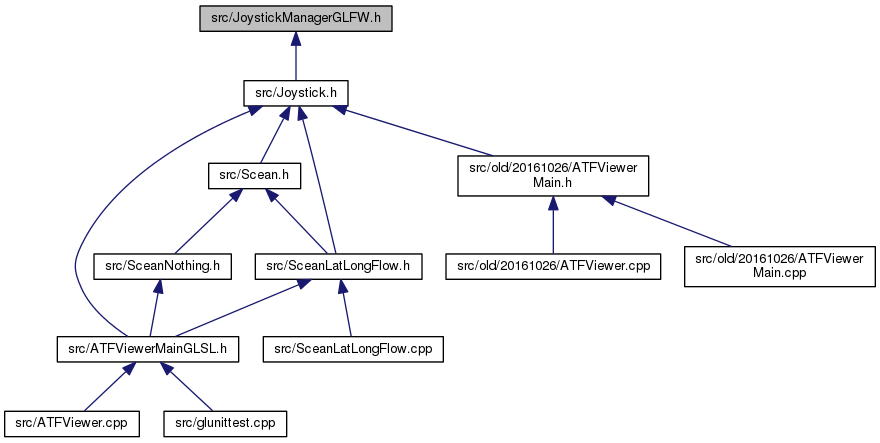 src/JoystickManagerGLFW.h
src/Joystick.h
src/Scean.h
src/old/20161026/ATFViewer
Main.h
src/SceanNothing.h
src/SceanLatLongFlow.h
src/old/20161026/ATFViewer.cpp
src/old/20161026/ATFViewer
Main.cpp
src/ATFViewerMainGLSL.h
src/SceanLatLongFlow.cpp
src/ATFViewer.cpp
src/glunittest.cpp